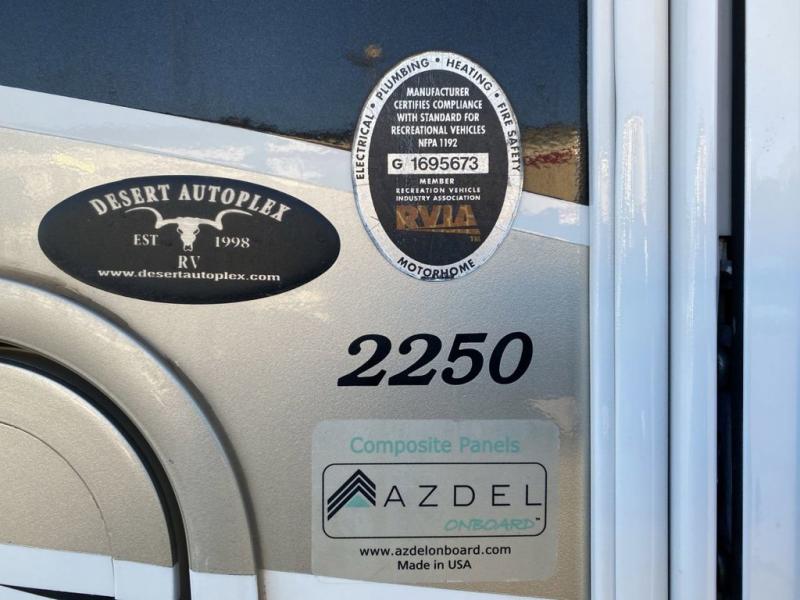 ELECTRICAL • PLUMBING • HEATING • FIRE SAFETY
MANUFACTURER
CERTIFIES COMPLIANCE
WITH STANDARD FOR
RECREATIONAL VEHICLES
NFPA 1192
G 1695673
MEMBER
RECREATION VEHICLE
INDUSTRY ASSOCIATION
RVIA
TM
MOTORHOME
DESERT AUTOPLEX
EST 1998
RV
www.desertautoplex.com
2250
Composite Panels
AZDEL
ONBOARD™
www.azdelonboard.com
Made in USA